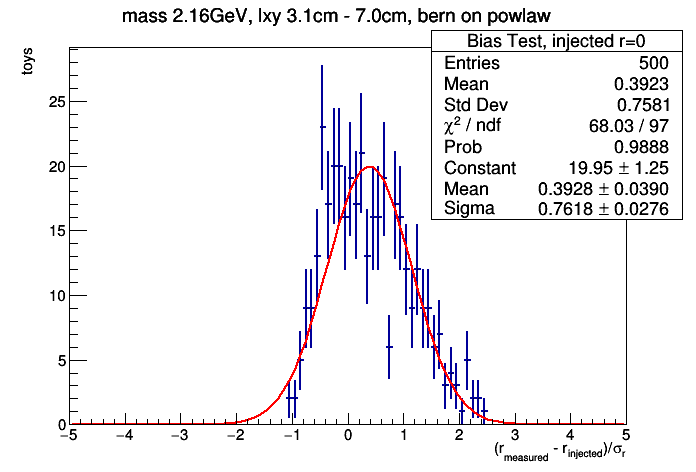 mass 2.16GeV, lxy 3.1cm - 7.0cm, bern on powlaw
Bias Test, injected r=0
Entries 500
Mean 0.3923
Std Dev 0.7581
χ² / ndf 68.03 / 97
Prob 0.9888
Constant 19.95 ± 1.25
Mean 0.3928 ± 0.0390
Sigma 0.7618 ± 0.0276
toys
25
20
15
10
5
0
−5 −4 −3 −2 −1 0 1 2 3 4 5
(r_measured - r_injected)/σ_r